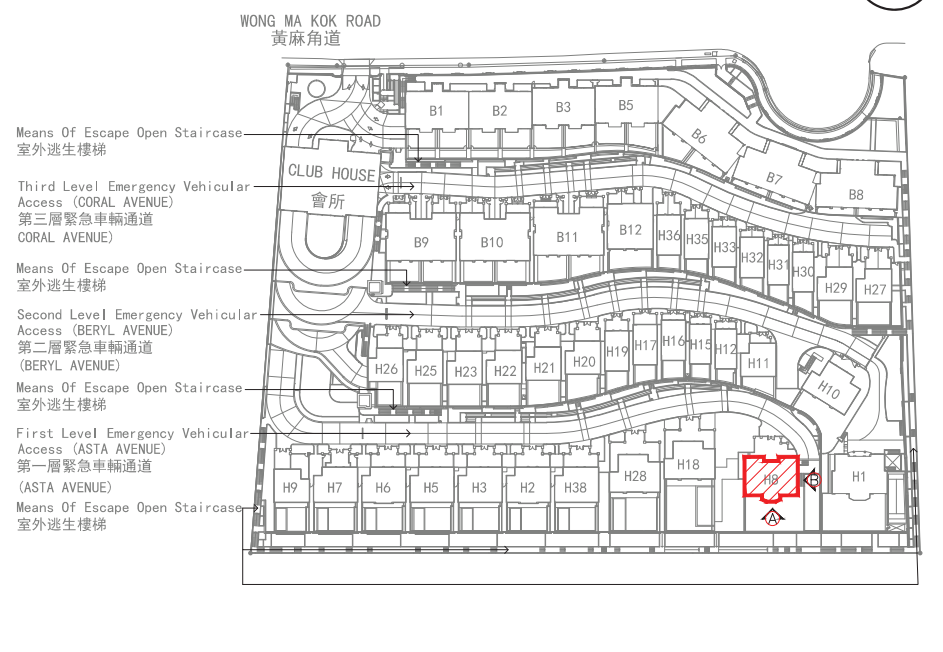 WONG MA KOK ROAD
黃麻角道
B1 B2 B3 B5
B6
B7
B8
Means Of Escape Open Staircase
室外逃生樓梯
CLUB HOUSE
會所
Third Level Emergency Vehicular
Access (CORAL AVENUE)
第三層緊急車輛通道
CORAL AVENUE)
B9 B10 B11 B12 H36 H35 H33 H32 H31 H30 H29 H27
Means Of Escape Open Staircase
室外逃生樓梯
Second Level Emergency Vehicular
Access (BERYL AVENUE)
第二層緊急車輛通道
(BERYL AVENUE)
H26 H25 H23 H22 H21 H20 H19 H17 H16 H15 H12 H11 H10
Means Of Escape Open Staircase
室外逃生樓梯
First Level Emergency Vehicular
Access (ASTA AVENUE)
第一層緊急車輛通道
(ASTA AVENUE)
H9 H7 H6 H5 H3 H2 H38 H28 H18 H8 H1
B
A
Means Of Escape Open Staircase
室外逃生樓梯